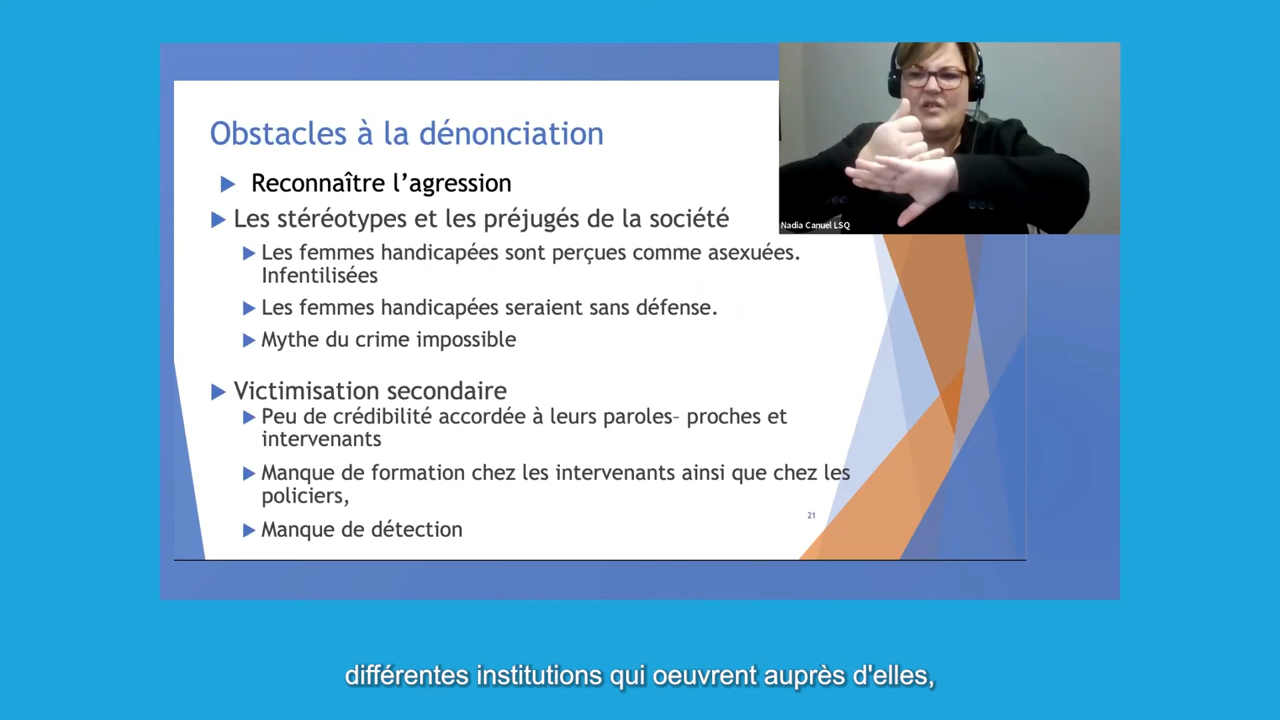 Obstacles à la dénonciation
Reconnaître l’agression
Les stéréotypes et les préjugés de la société
Les femmes handicapées sont perçues comme asexuées.
Infentilisées
Les femmes handicapées seraient sans défense.
Mythe du crime impossible
Victimisation secondaire
Peu de crédibilité accordée à leurs paroles– proches et
intervenants
Manque de formation chez les intervenants ainsi que chez les
policiers,
Manque de détection
21
Nadia Canuel LSQ
différentes institutions qui oeuvrent auprès d'elles,